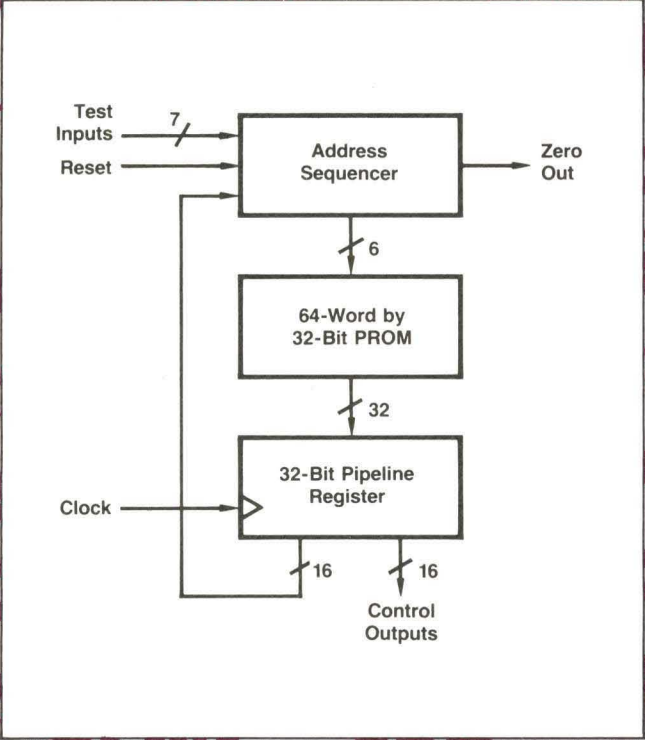 Test
Inputs
7
Reset
Address
Sequencer
Zero
Out
6
64-Word by
32-Bit PROM
32
32-Bit Pipeline
Register
Clock
16
16
Control
Outputs